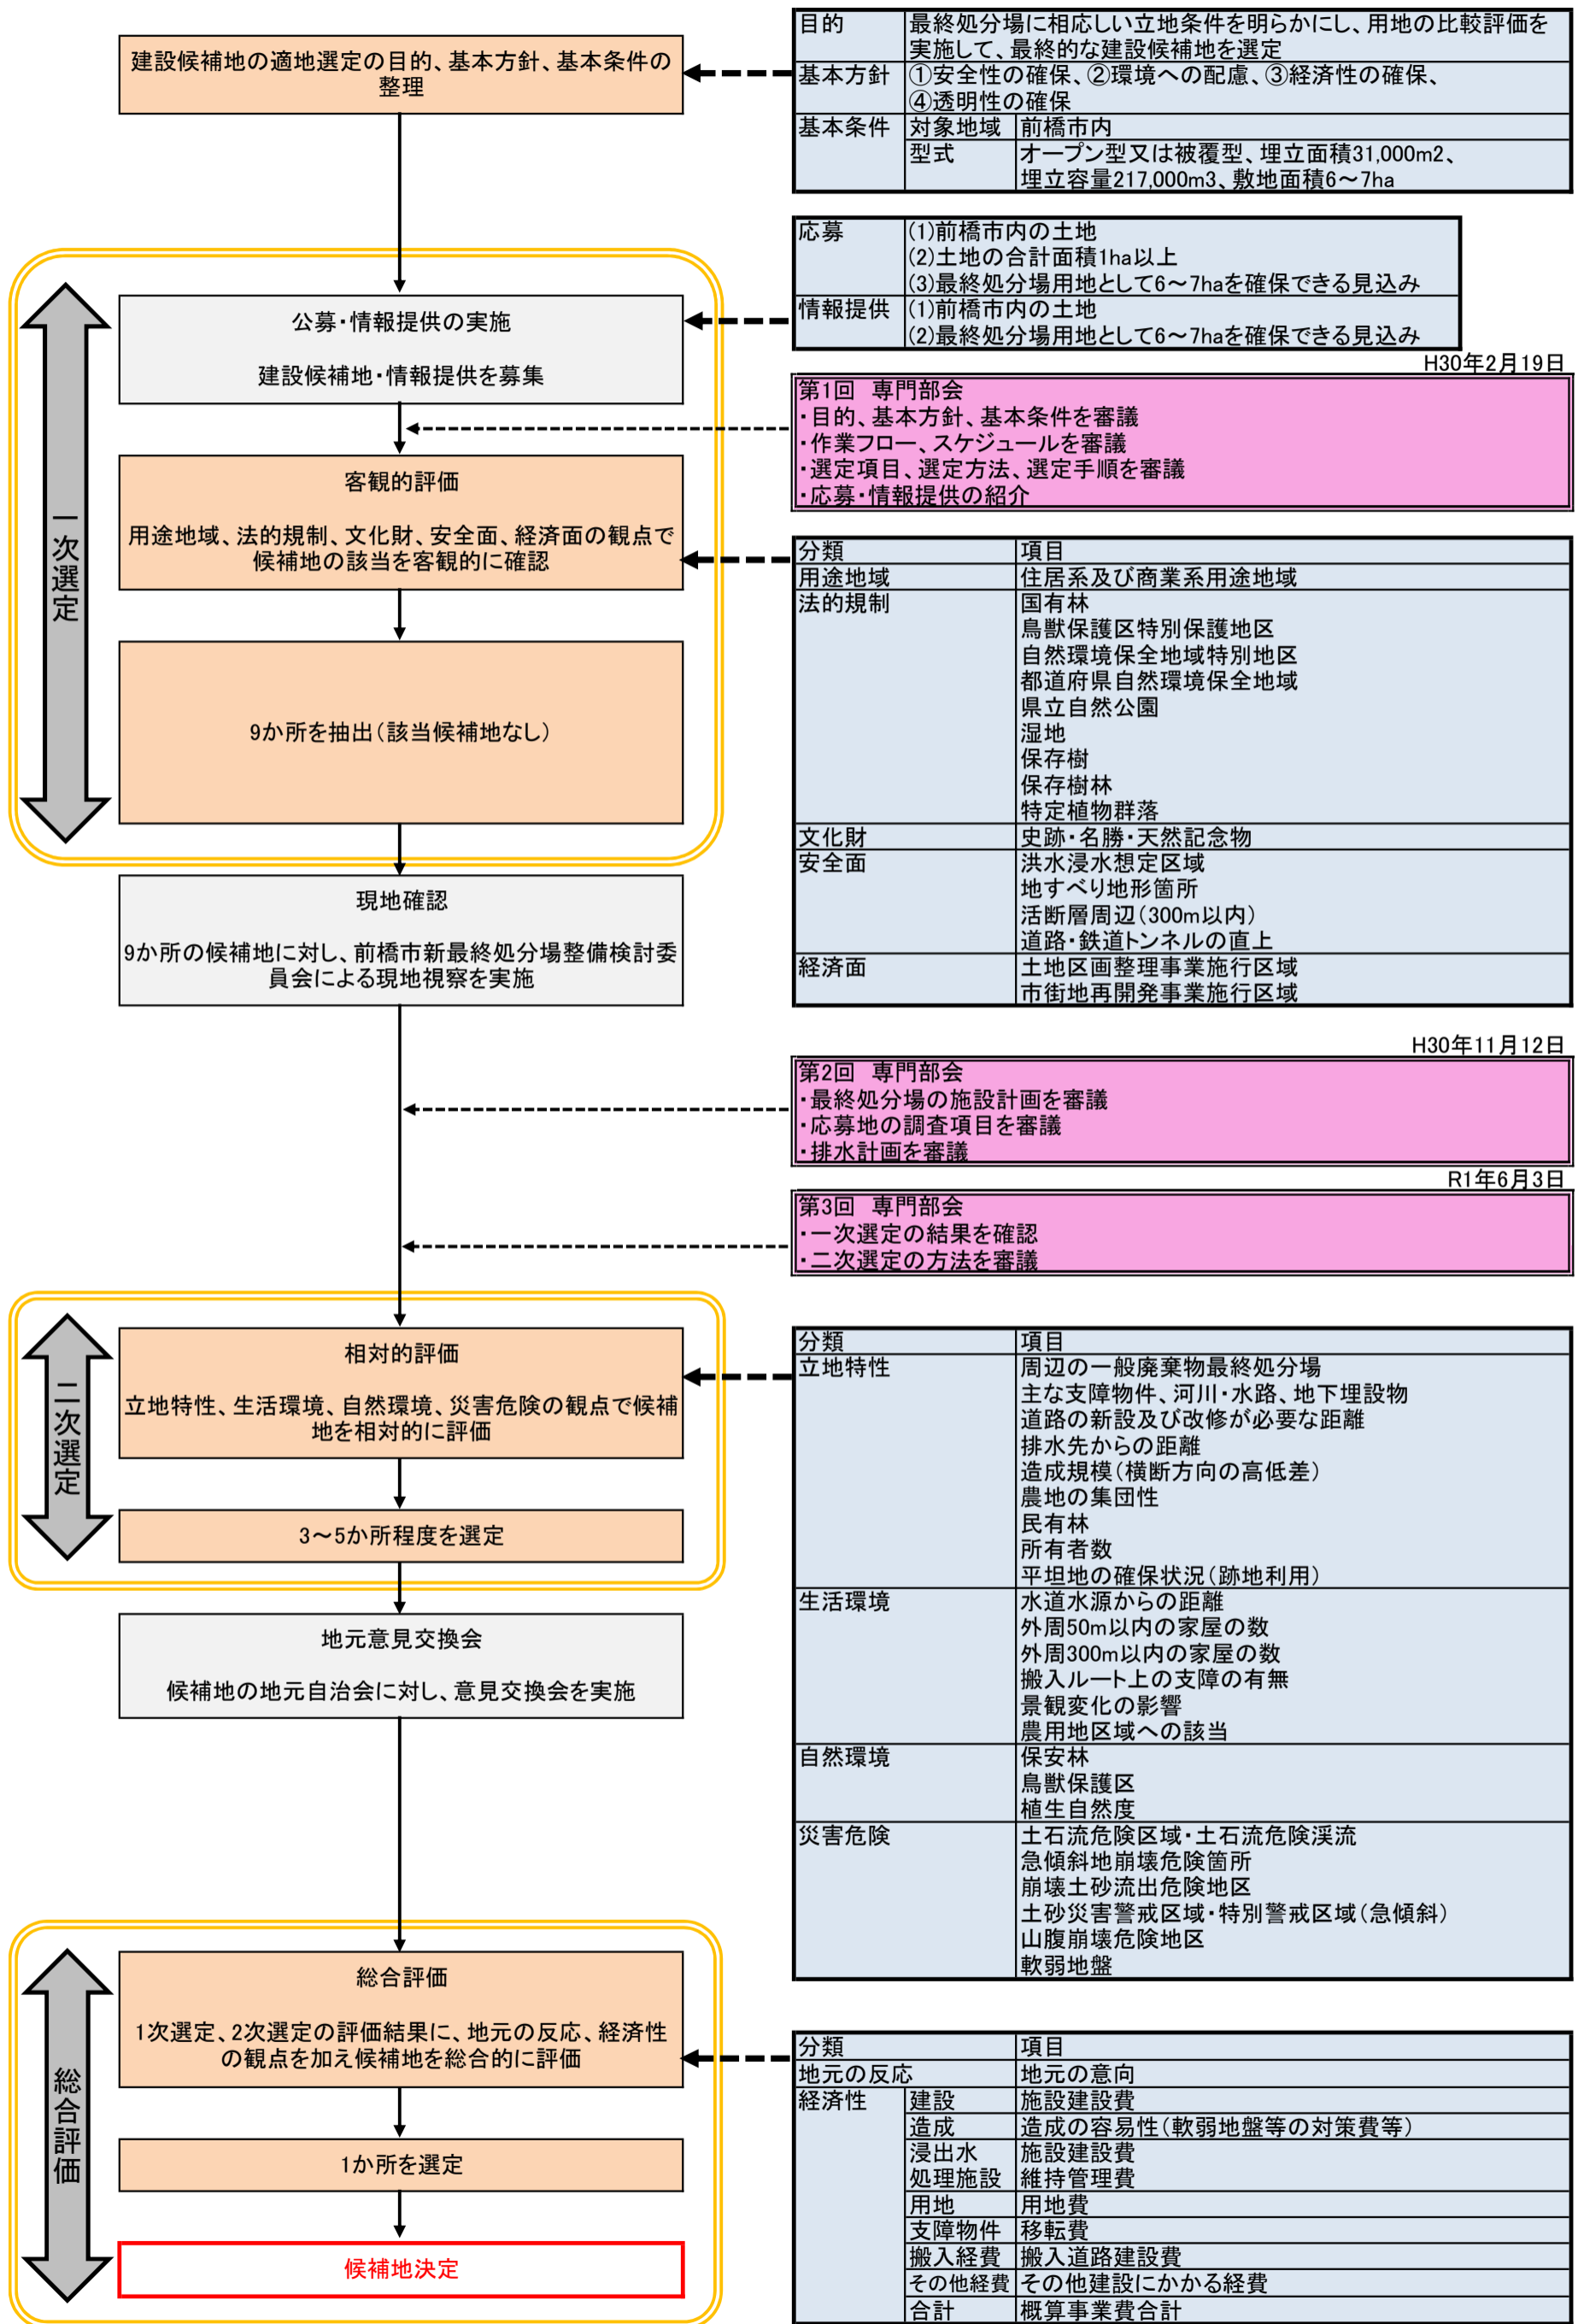 建設候補地の適地選定の目的、基本方針、基本条件の
整理
目的 最終処分場に相応しい立地条件を明らかにし、用地の比較評価を
実施して、最終的な建設候補地を選定
基本方針 ①安全性の確保、②環境への配慮、③経済性の確保、
④透明性の確保
基本条件 対象地域 前橋市内
型式 オープン型又は被覆型、埋立面積31,000m2、
埋立容量217,000m3、敷地面積6～7ha
一次選定
公募・情報提供の実施
建設候補地・情報提供を募集
応募 (1)前橋市内の土地
(2)土地の合計面積1ha以上
(3)最終処分場用地として6～7haを確保できる見込み
情報提供 (1)前橋市内の土地
(2)最終処分場用地として6～7haを確保できる見込み
H30年2月19日
第1回 専門部会
・目的、基本方針、基本条件を審議
・作業フロー、スケジュールを審議
・選定項目、選定方法、選定手順を審議
・応募・情報提供の紹介
客観的評価
用途地域、法的規制、文化財、安全面、経済面の観点で
候補地の該当を客観的に確認
9か所を抽出（該当候補地なし）
分類 項目
用途地域 住居系及び商業系用途地域
法的規制 国有林
鳥獣保護区特別保護地区
自然環境保全地域特別地区
都道府県自然環境保全地域
県立自然公園
湿地
保存樹
保存樹林
特定植物群落
文化財 史跡・名勝・天然記念物
安全面 洪水浸水想定区域
地すべり地形箇所
活断層周辺（300m以内）
道路・鉄道トンネルの直上
経済面 土地区画整理事業施行区域
市街地再開発事業施行区域
現地確認
9か所の候補地に対し、前橋市新最終処分場整備検討委
員会による現地視察を実施
H30年11月12日
第2回 専門部会
・最終処分場の施設計画を審議
・応募地の調査項目を審議
・排水計画を審議
R1年6月3日
第3回 専門部会
・一次選定の結果を確認
・二次選定の方法を審議
二次選定
相対的評価
立地特性、生活環境、自然環境、災害危険の観点で候補
地を相対的に評価
3～5か所程度を選定
分類 項目
立地特性 周辺の一般廃棄物最終処分場
主な支障物件、河川・水路、地下埋設物
道路の新設及び改修が必要な距離
排水先からの距離
造成規模（横断方向の高低差）
農地の集団性
民有林
所有者数
平坦地の確保状況（跡地利用）
生活環境 水道水源からの距離
外周50m以内の家屋の数
外周300m以内の家屋の数
搬入ルート上の支障の有無
景観変化の影響
農用地区域への該当
自然環境 保安林
鳥獣保護区
植生自然度
災害危険 土石流危険区域・土石流危険渓流
急傾斜地崩壊危険箇所
崩壊土砂流出危険地区
土砂災害警戒区域・特別警戒区域（急傾斜）
山腹崩壊危険地区
軟弱地盤
地元意見交換会
候補地の地元自治会に対し、意見交換会を実施
総合評価
総合評価
1次選定、2次選定の評価結果に、地元の反応、経済性
の観点を加え候補地を総合的に評価
1か所を選定
候補地決定
分類 項目
地元の反応 地元の意向
経済性 建設 施設建設費
造成 造成の容易性（軟弱地盤等の対策費等）
浸出水 施設建設費
処理施設 維持管理費
用地 用地費
支障物件 移転費
搬入経費 搬入道路建設費
その他経費 その他建設にかかる経費
合計 概算事業費合計